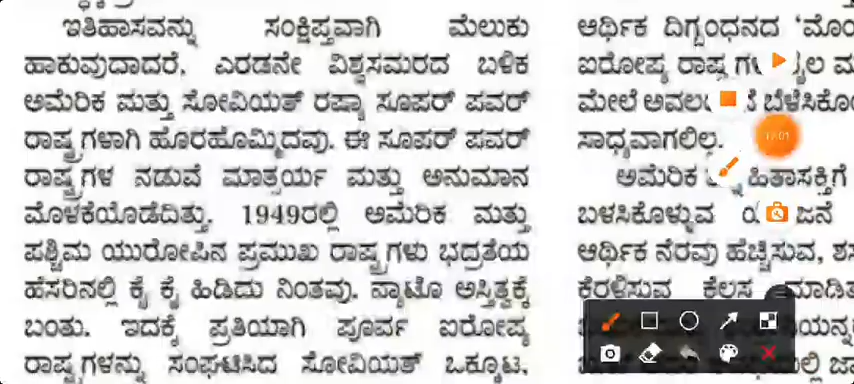 ಇತಿಹಾಸವನ್ನು ಸಂಕ್ಷಿಪ್ತವಾಗಿ ಮೆಲುಕು
ಹಾಕುವುದಾದರೆ, ಎರಡನೇ ವಿಶ್ವಸಮರದ ಬಳಿಕ
ಅಮೆರಿಕ ಮತ್ತು ಸೋವಿಯತ್ ರಷ್ಯಾ ಸೂಪರ್ ಪವರ್
ರಾಷ್ಟ್ರಗಳಾಗಿ ಹೊರಹೊಮ್ಮಿದವು. ಈ ಸೂಪರ್ ಪವರ್
ರಾಷ್ಟ್ರಗಳ ನಡುವೆ ಮಾತ್ಸರ್ಯ ಮತ್ತು ಅನುಮಾನ
ಮೊಳಕೆಯೊಡೆದಿತ್ತು. 1949ರಲ್ಲಿ ಅಮೆರಿಕ ಮತ್ತು
ಪಶ್ಚಿಮ ಯುರೋಪಿನ ಪ್ರಮುಖ ರಾಷ್ಟ್ರಗಳು ಭದ್ರತೆಯ
ಹೆಸರಿನಲ್ಲಿ ಕೈ ಕೈ ಹಿಡಿದು ನಿಂತವು. ನ್ಯಾಟೊ ಅಸ್ತಿತ್ವಕ್ಕೆ
ಬಂತು. ಇದಕ್ಕೆ ಪ್ರತಿಯಾಗಿ ಪೂರ್ವ ಐರೋಪ್ಯ
ರಾಷ್ಟ್ರಗಳನ್ನು ಸಂಘಟಿಸಿದ ಸೋವಿಯತ್ ಒಕ್ಕೂಟ,
ಆರ್ಥಿಕ ದಿಗ್ಬಂಧನದ
ಐರೋಪ್ಯ ರಾಷ್ಟ್ರ
ಮೇಲೆ
ಸಾಧ್ಯವಾಗಲಿಲ್ಲ.
ಅಮೆರಿಕ ಹಿತಾಸಕ್ತಿಗೆ
ಬಳಸಿಕೊಳ್ಳುವ
ಆರ್ಥಿಕ ನೆರವು ಹೆಚ್ಚಿಸುವ,
ಕೆರಳಿಸುವ ಕೆಲಸ